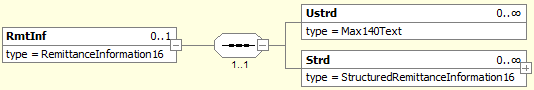 RmtInf 0..1
type = RemittanceInformation16
1..1
Ustrd 0..∞
type = Max140Text
Strd 0..∞
type = StructuredRemittanceInformation16